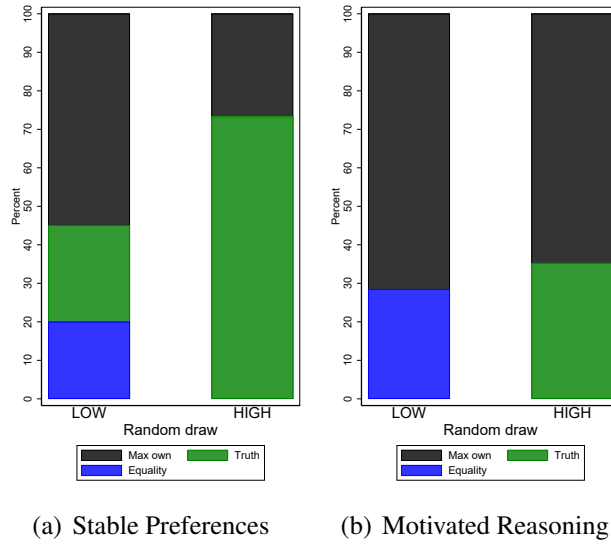 100
90
80
70
60
50
40
30
20
10
0
Percent
LOW HIGH
Random draw
Max own Truth
Equality
(a) Stable Preferences
100
90
80
70
60
50
40
30
20
10
0
Percent
LOW HIGH
Random draw
Max own Truth
Equality
(b) Motivated Reasoning